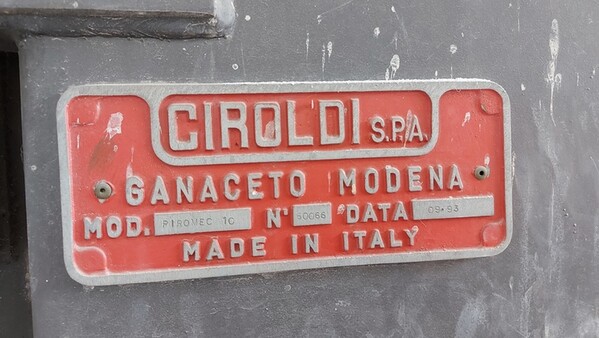 CIROLDI S.P.A.
GANACETO MODENA
MOD. PIROMEC 10 N° 50066 DATA 09•93
MADE IN ITALY